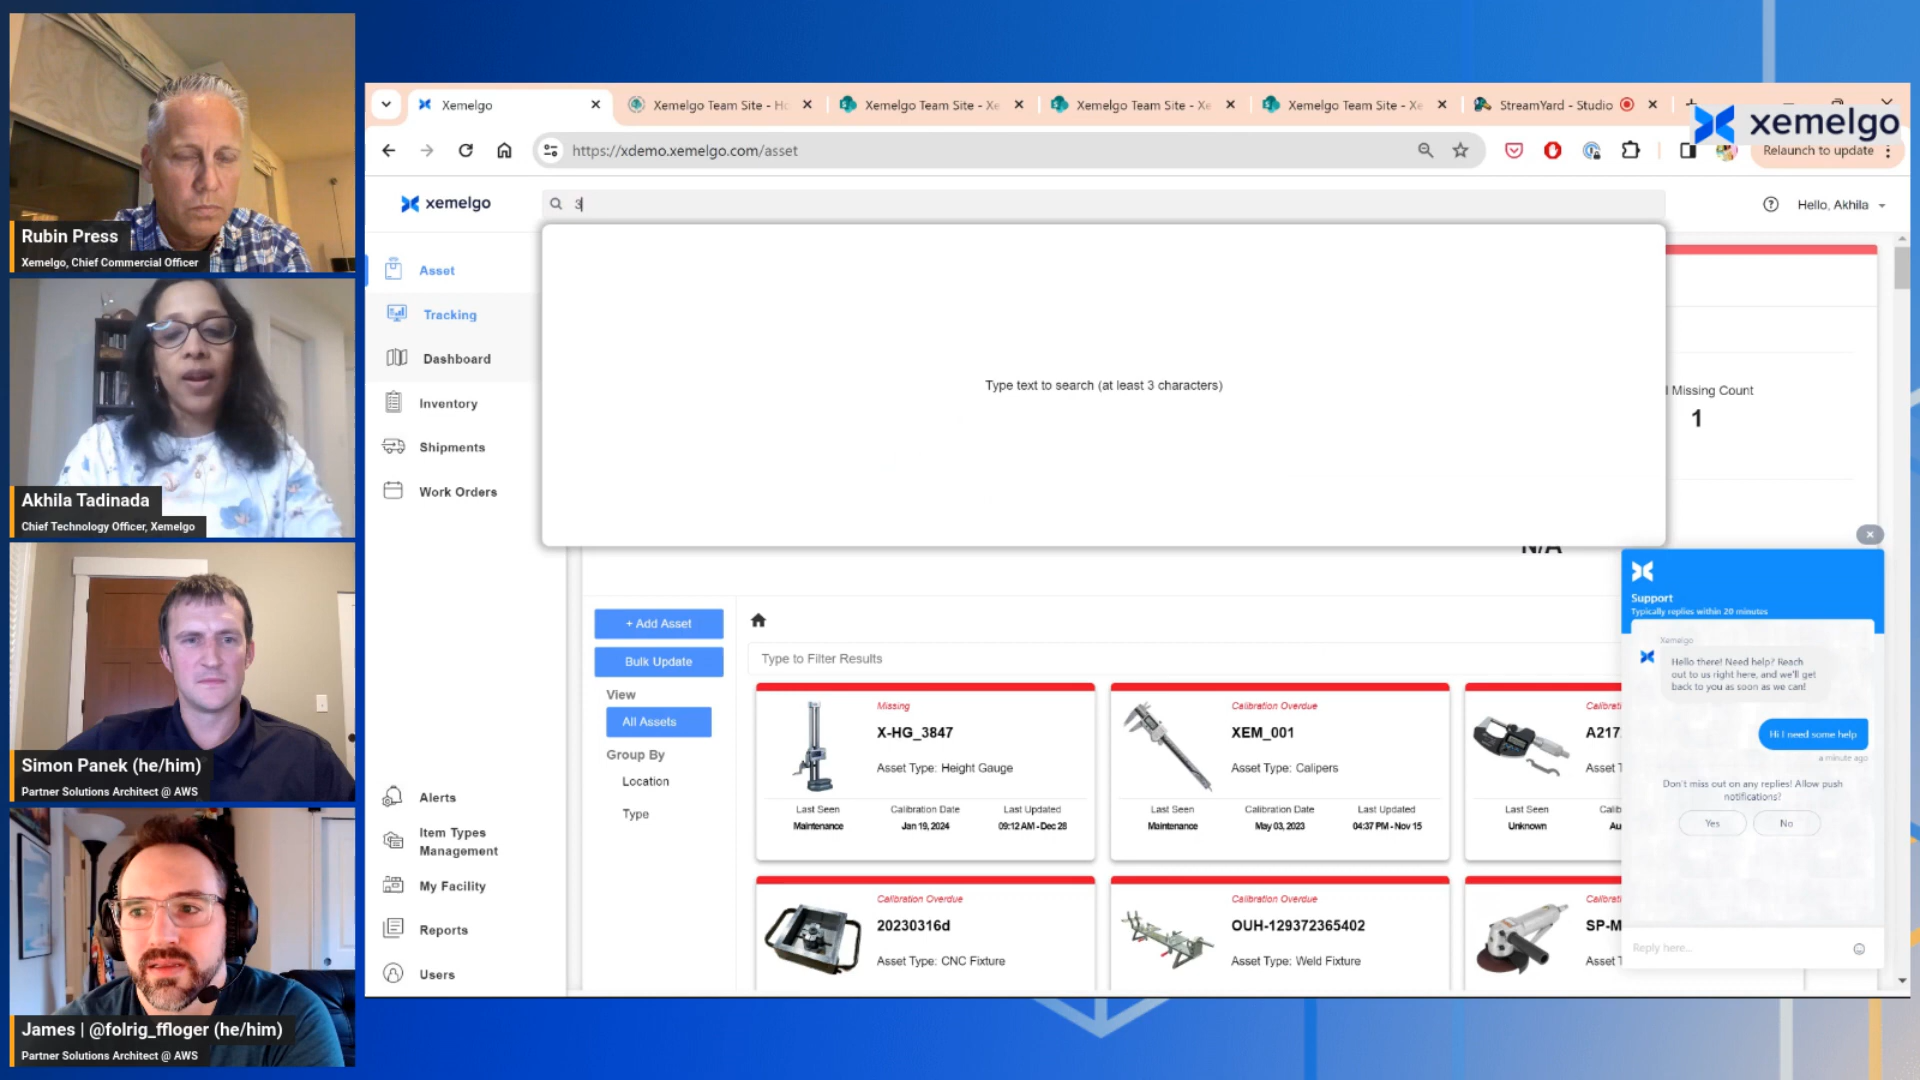 Rubin Press
Xemelgo, Chief Commercial Officer
Akhila Tadinada
Chief Technology Officer, Xemelgo
Simon Panek (he/him)
Partner Solutions Architect @ AWS
James | @folrig_ffloger (he/him)
Partner Solutions Architect @ AWS
Xemelgo
Xemelgo Team Site - Ho
Xemelgo Team Site - Xe
Xemelgo Team Site - Xe
Xemelgo Team Site - Xe
StreamYard - Studio
xemelgo
https://xdemo.xemelgo.com/asset
Relaunch to update
xemelgo
3
Hello, Akhila
Asset
Tracking
Dashboard
Inventory
Shipments
Work Orders
Alerts
Item Types
Management
My Facility
Reports
Users
Type text to search (at least 3 characters)
l Missing Count
1
N/A
+ Add Asset
Bulk Update
View
All Assets
Group By
Location
Type
Type to Filter Results
Missing
X-HG_3847
Asset Type: Height Gauge
Last Seen Calibration Date Last Updated
Maintenance Jan 19, 2024 09:12 AM - Dec 28
Calibration Overdue
XEM_001
Asset Type: Calipers
Last Seen Calibration Date Last Updated
Maintenance May 03, 2023 04:37 PM - Nov 15
Calibrati
A217
Asset T
Last Seen Calib
Unknown Au
Calibration Overdue
20230316d
Asset Type: CNC Fixture
Calibration Overdue
OUH-129372365402
Asset Type: Weld Fixture
Calibrati
SP-M
Asset T
Support
Typically replies within 20 minutes
Xemelgo
Hello there! Need help? Reach
out to us right here, and we'll get
back to you as soon as we can!
Hi I need some help
a minute ago
Don't miss out on any replies! Allow push
notifications?
Yes
No
Reply here...